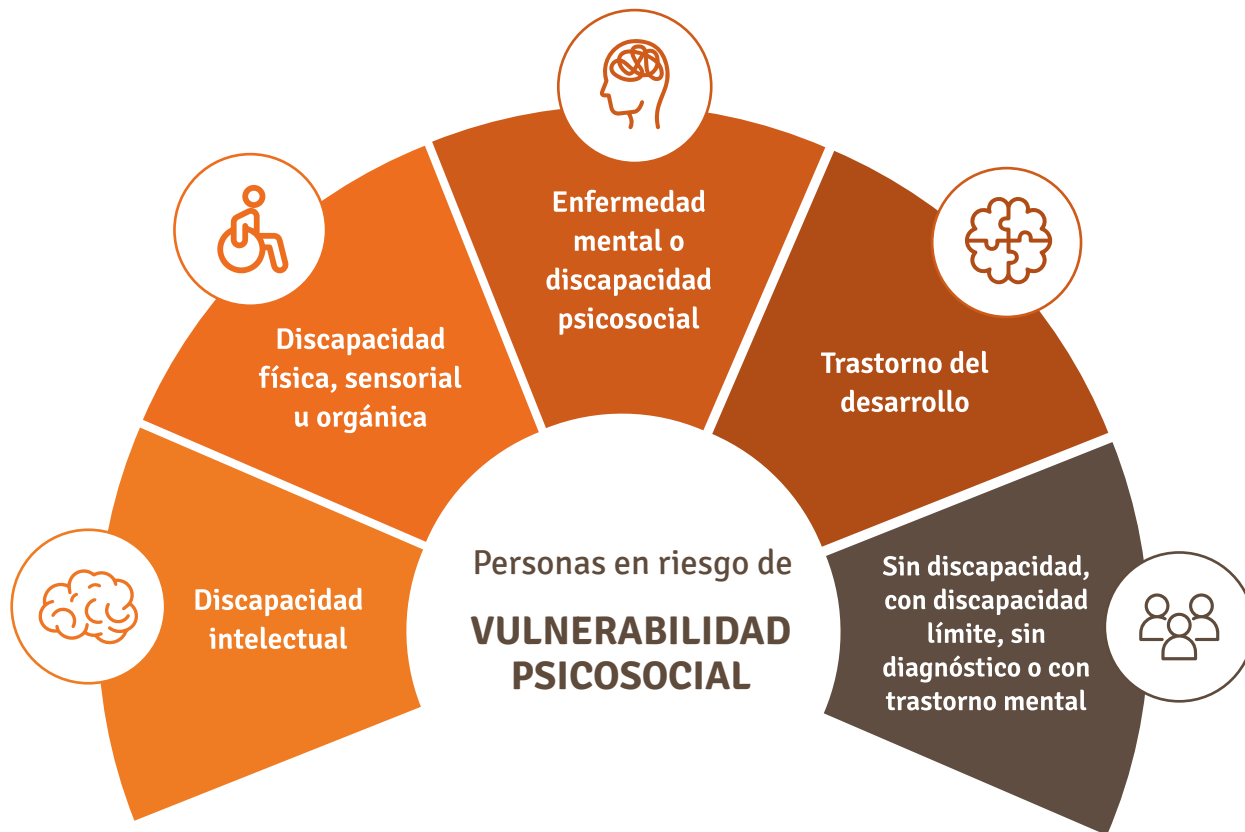 Enfermedad
mental o
discapacidad
psicosocial
Discapacidad
física, sensorial
u orgánica
Trastorno del
desarrollo
Discapacidad
intelectual
Personas en riesgo de
VULNERABILIDAD
PSICOSOCIAL
Sin discapacidad,
con discapacidad
límite, sin
diagnóstico o con
trastorno mental